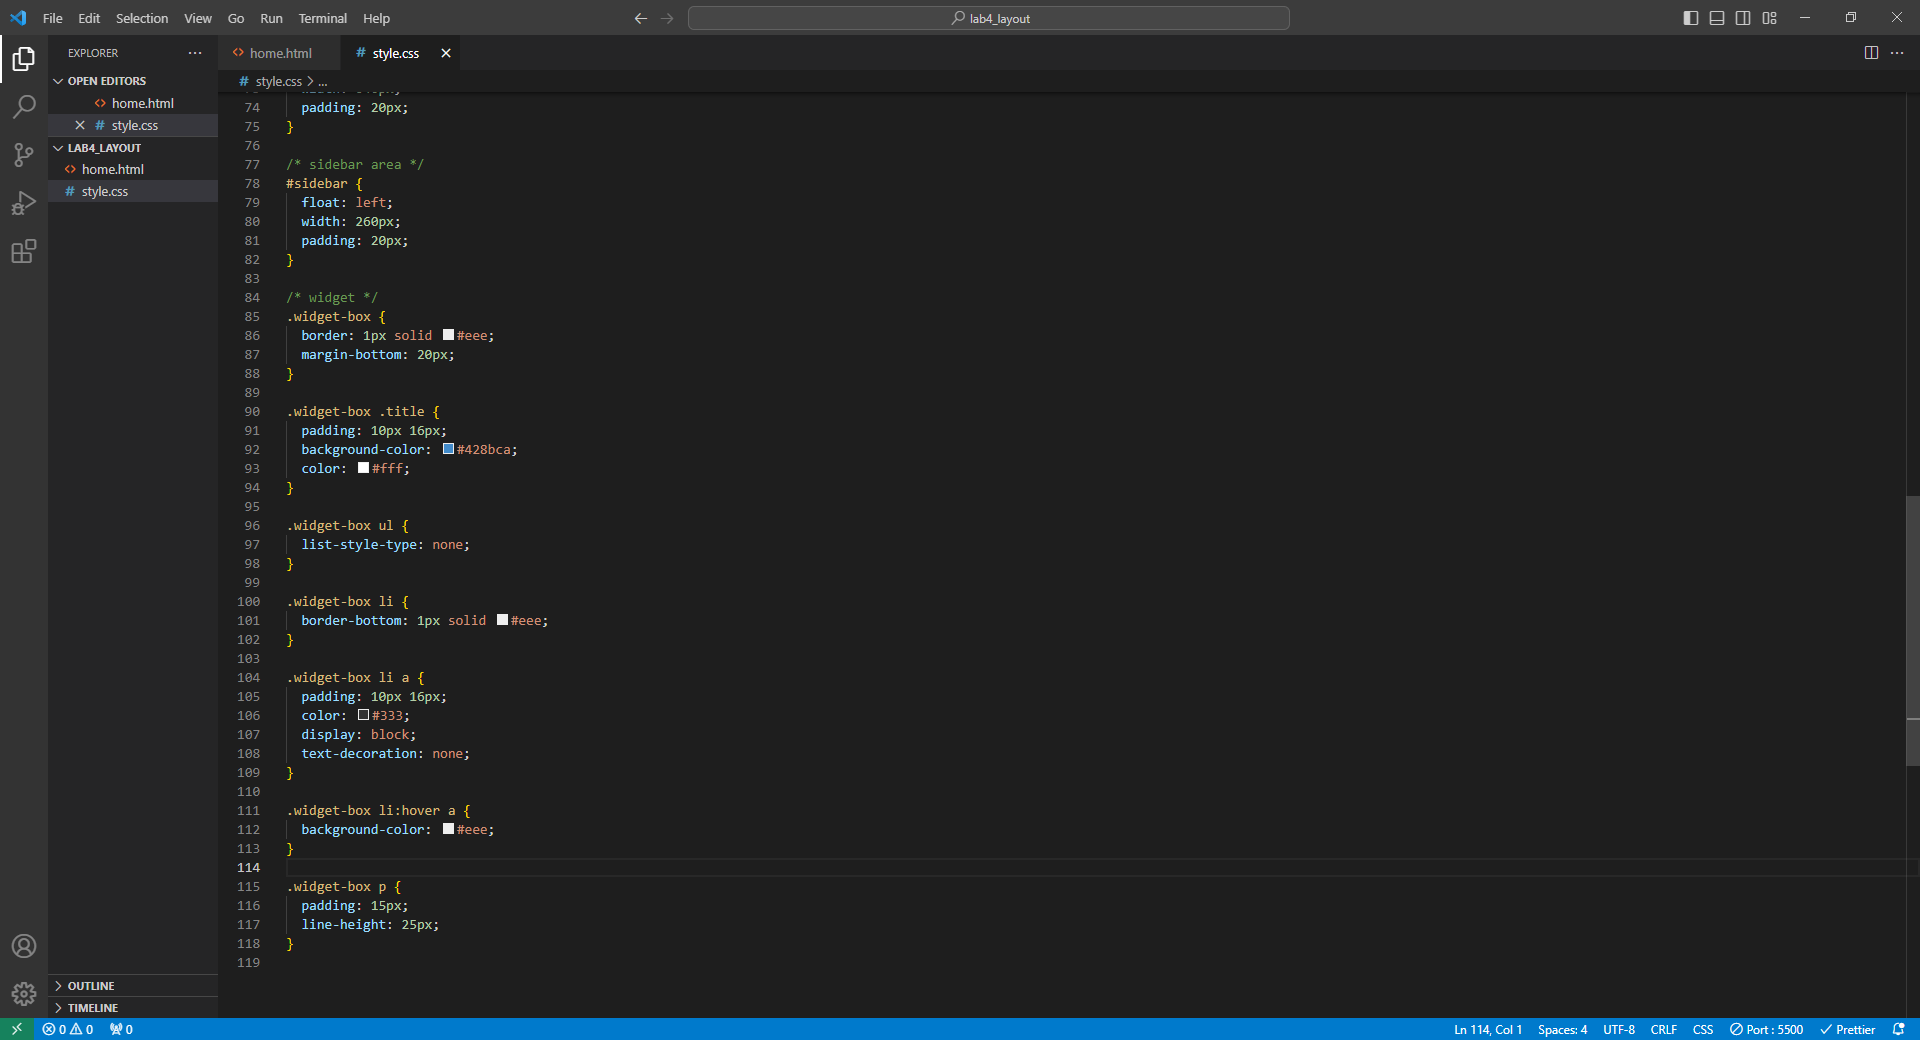 File Edit Selection View Go Run Terminal Help
lab4_layout
EXPLORER
OPEN EDITORS
home.html
style.css
LAB4_LAYOUT
home.html
style.css
OUTLINE
TIMELINE
home.html
style.css
style.css > ...
74 padding: 20px;
75 }
76
77 /* sidebar area */
78 #sidebar {
79 float: left;
80 width: 260px;
81 padding: 20px;
82 }
83
84 /* widget */
85 .widget-box {
86 border: 1px solid #eee;
87 margin-bottom: 20px;
88 }
89
90 .widget-box .title {
91 padding: 10px 16px;
92 background-color: #428bca;
93 color: #fff;
94 }
95
96 .widget-box ul {
97 list-style-type: none;
98 }
99
100 .widget-box li {
101 border-bottom: 1px solid #eee;
102 }
103
104 .widget-box li a {
105 padding: 10px 16px;
106 color: #333;
107 display: block;
108 text-decoration: none;
109 }
110
111 .widget-box li:hover a {
112 background-color: #eee;
113 }
114
115 .widget-box p {
116 padding: 15px;
117 line-height: 25px;
118 }
119
0 0 0 Ln 114, Col 1 Spaces: 4 UTF-8 CRLF CSS Port : 5500 Prettier